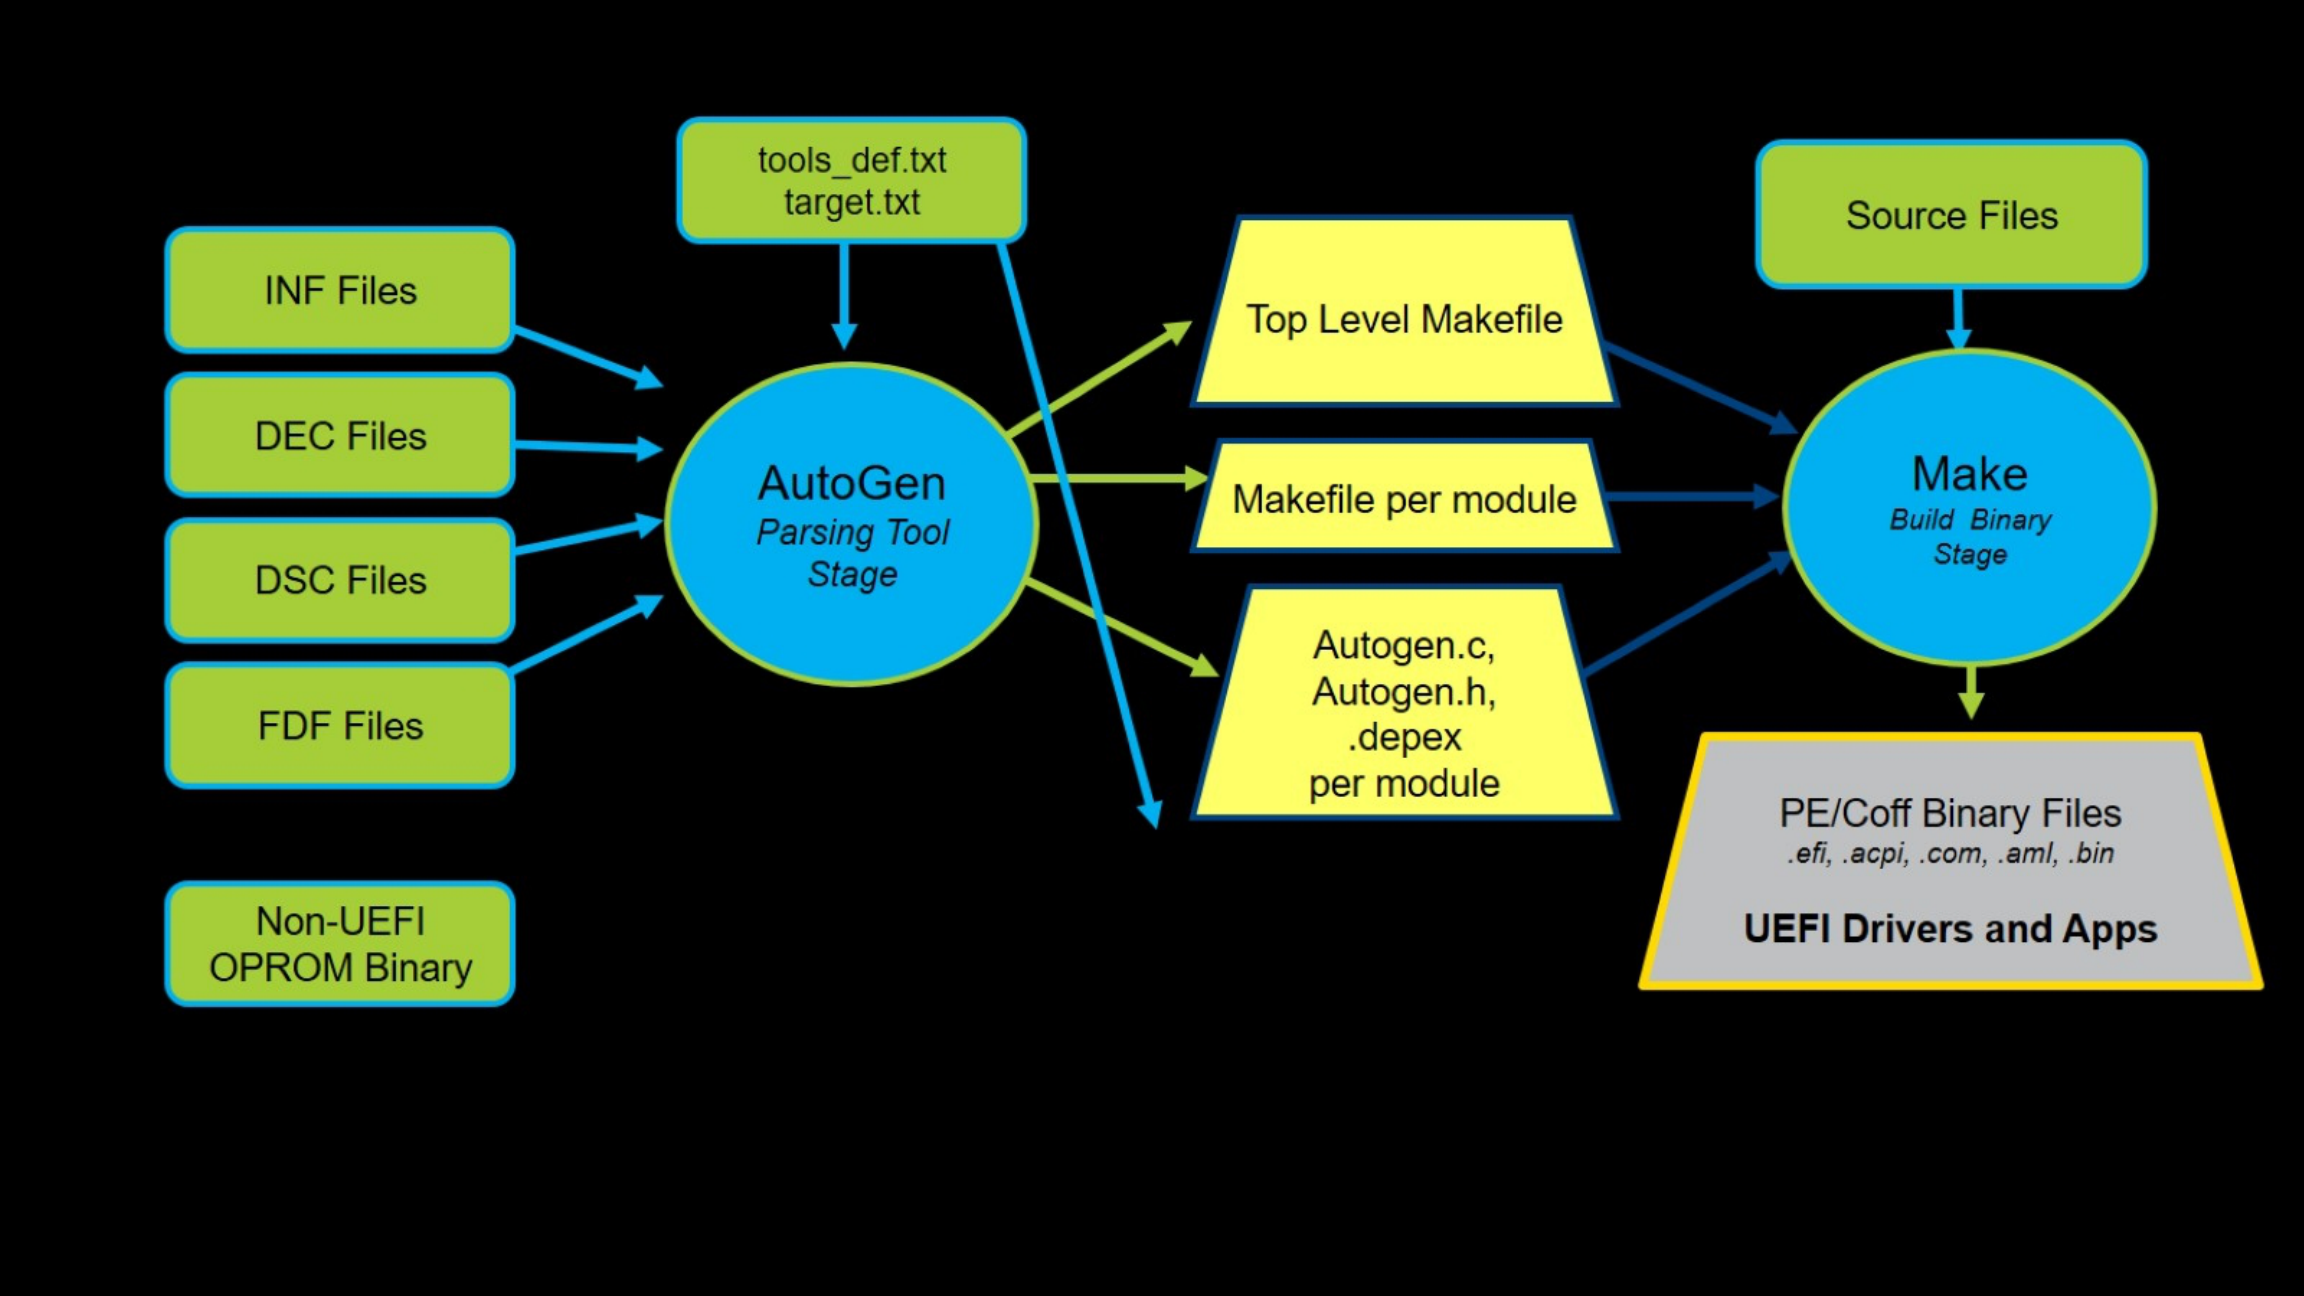 tools_def.txt
target.txt
INF Files
DEC Files
DSC Files
FDF Files
Non-UEFI
OPROM Binary
AutoGen
Parsing Tool
Stage
Top Level Makefile
Makefile per module
Autogen.c,
Autogen.h,
.depex
per module
Source Files
Make
Build Binary
Stage
PE/Coff Binary Files
.efi, .acpi, .com, .aml, .bin
UEFI Drivers and Apps